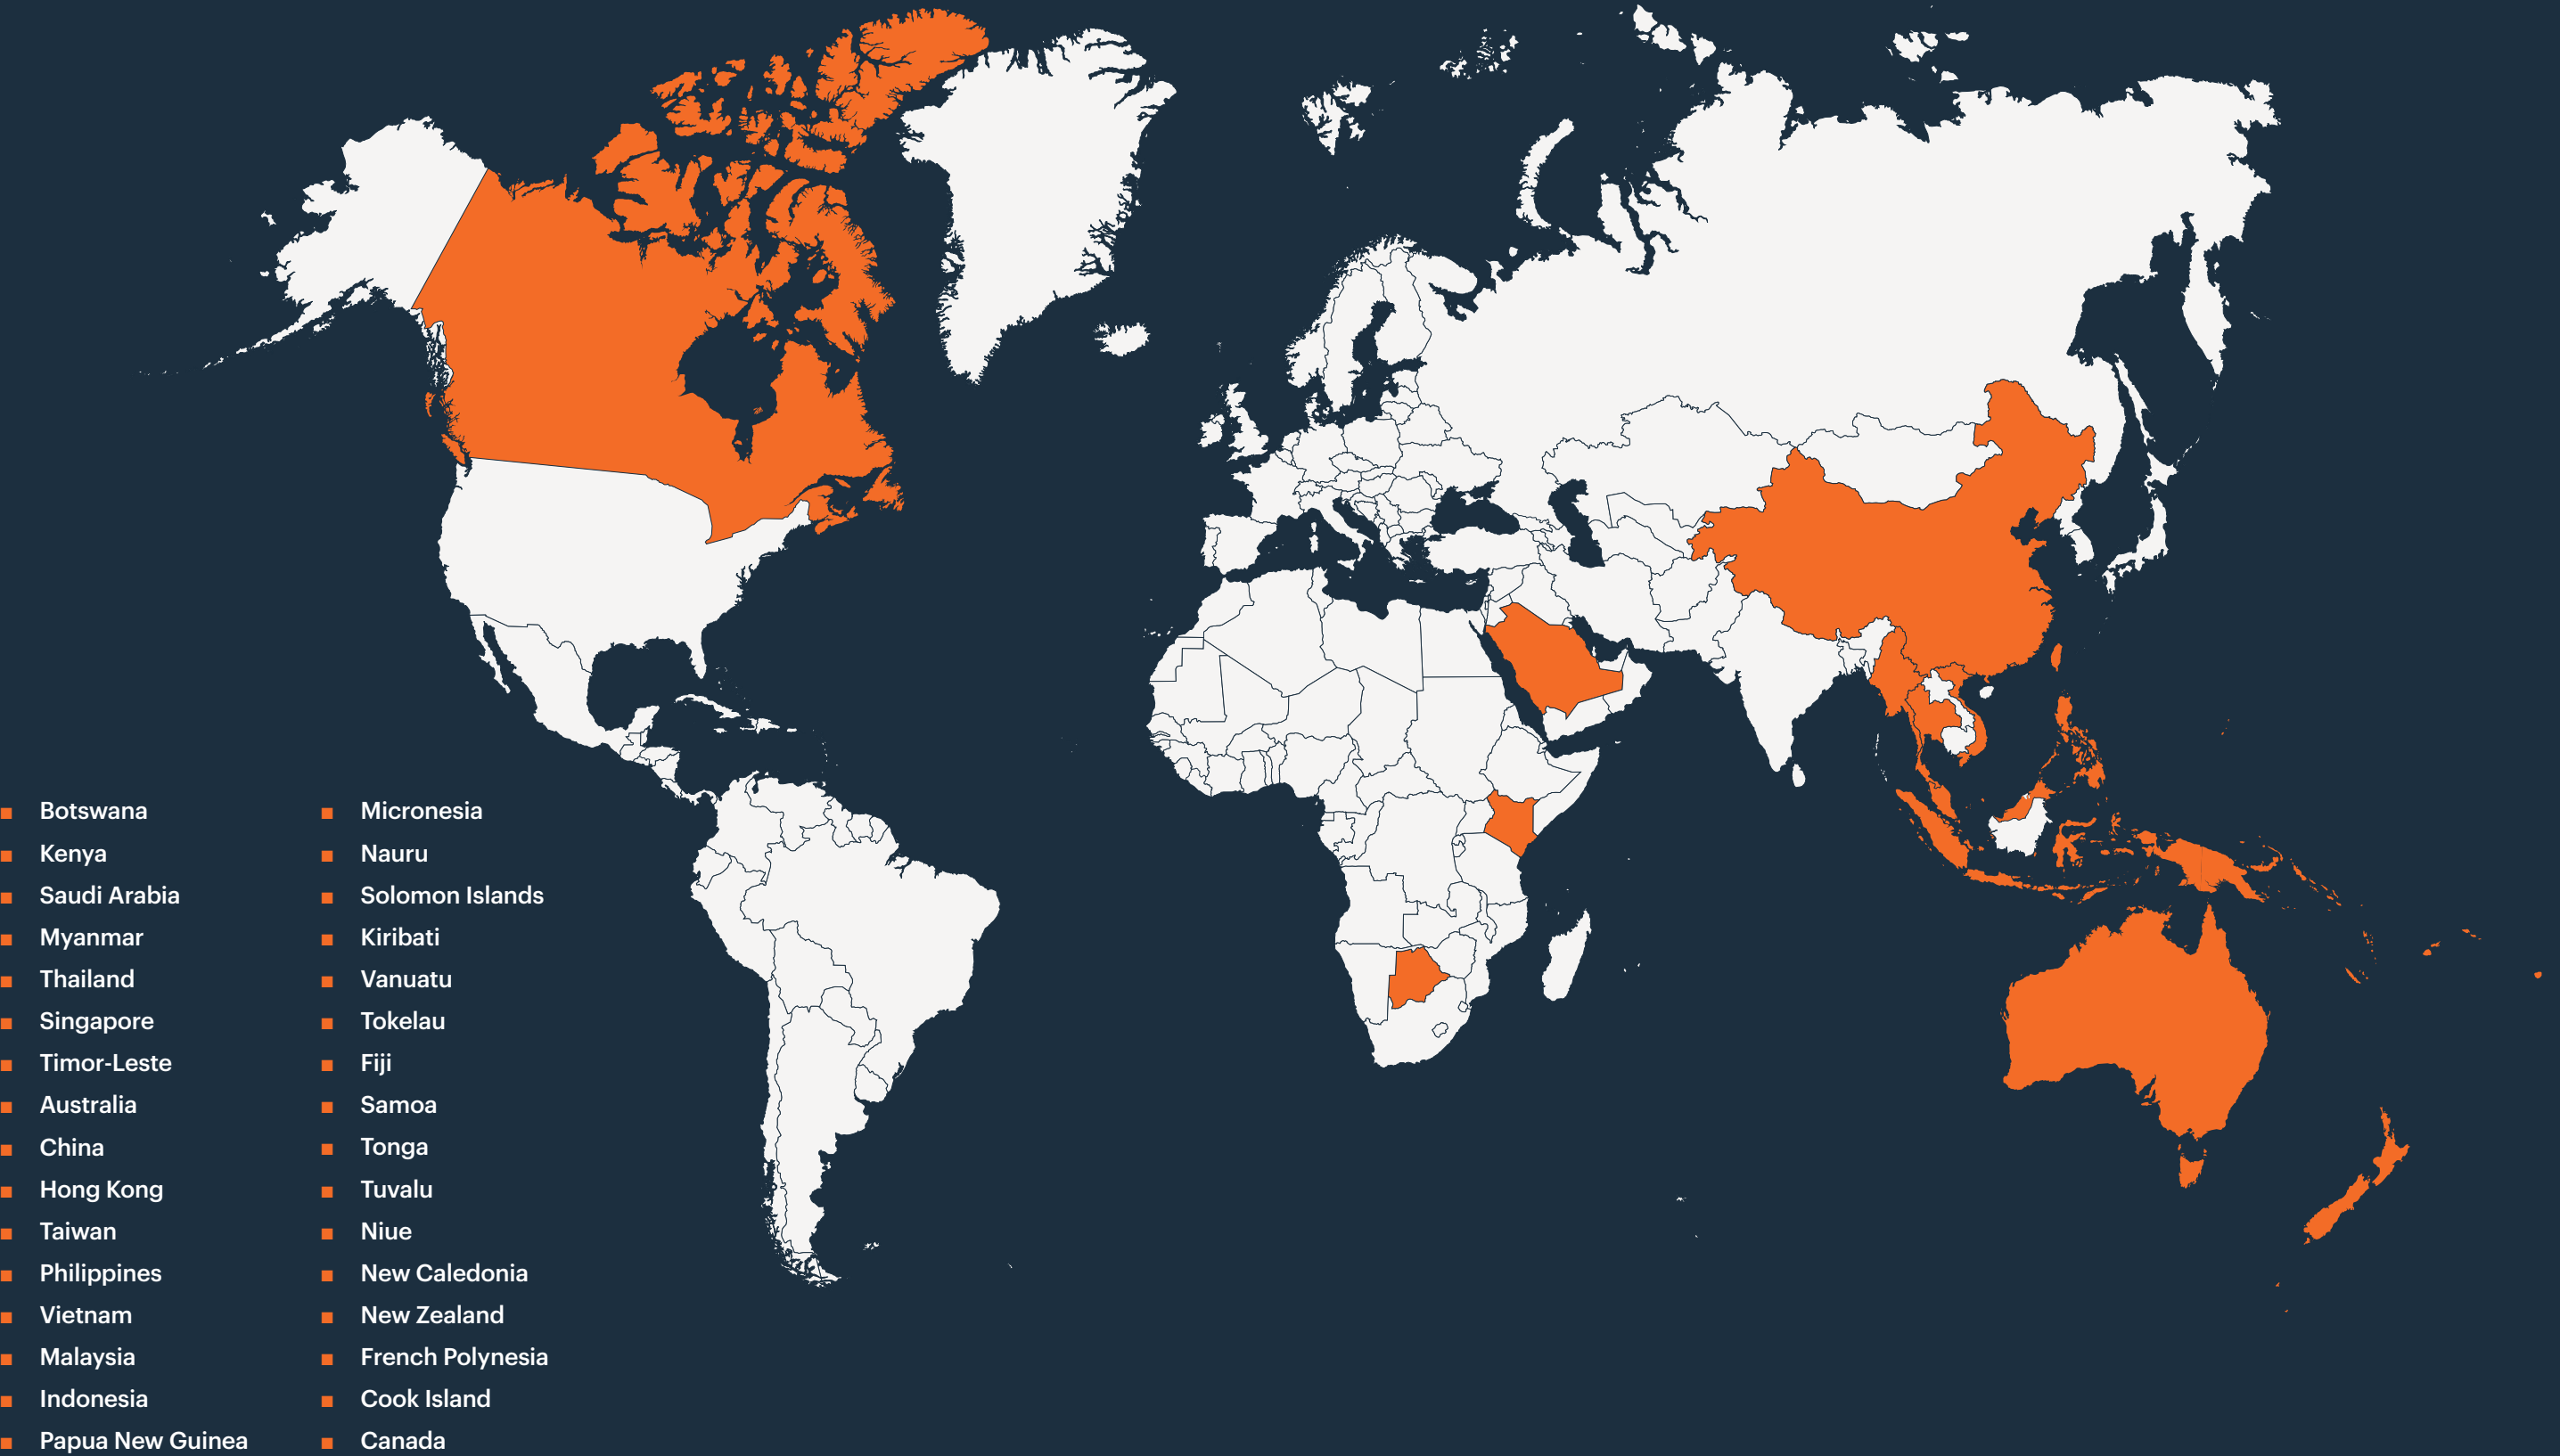 Botswana
Kenya
Saudi Arabia
Myanmar
Thailand
Singapore
Timor-Leste
Australia
China
Hong Kong
Taiwan
Philippines
Vietnam
Malaysia
Indonesia
Papua New Guinea
Micronesia
Nauru
Solomon Islands
Kiribati
Vanuatu
Tokelau
Fiji
Samoa
Tonga
Tuvalu
Niue
New Caledonia
New Zealand
French Polynesia
Cook Island
Canada